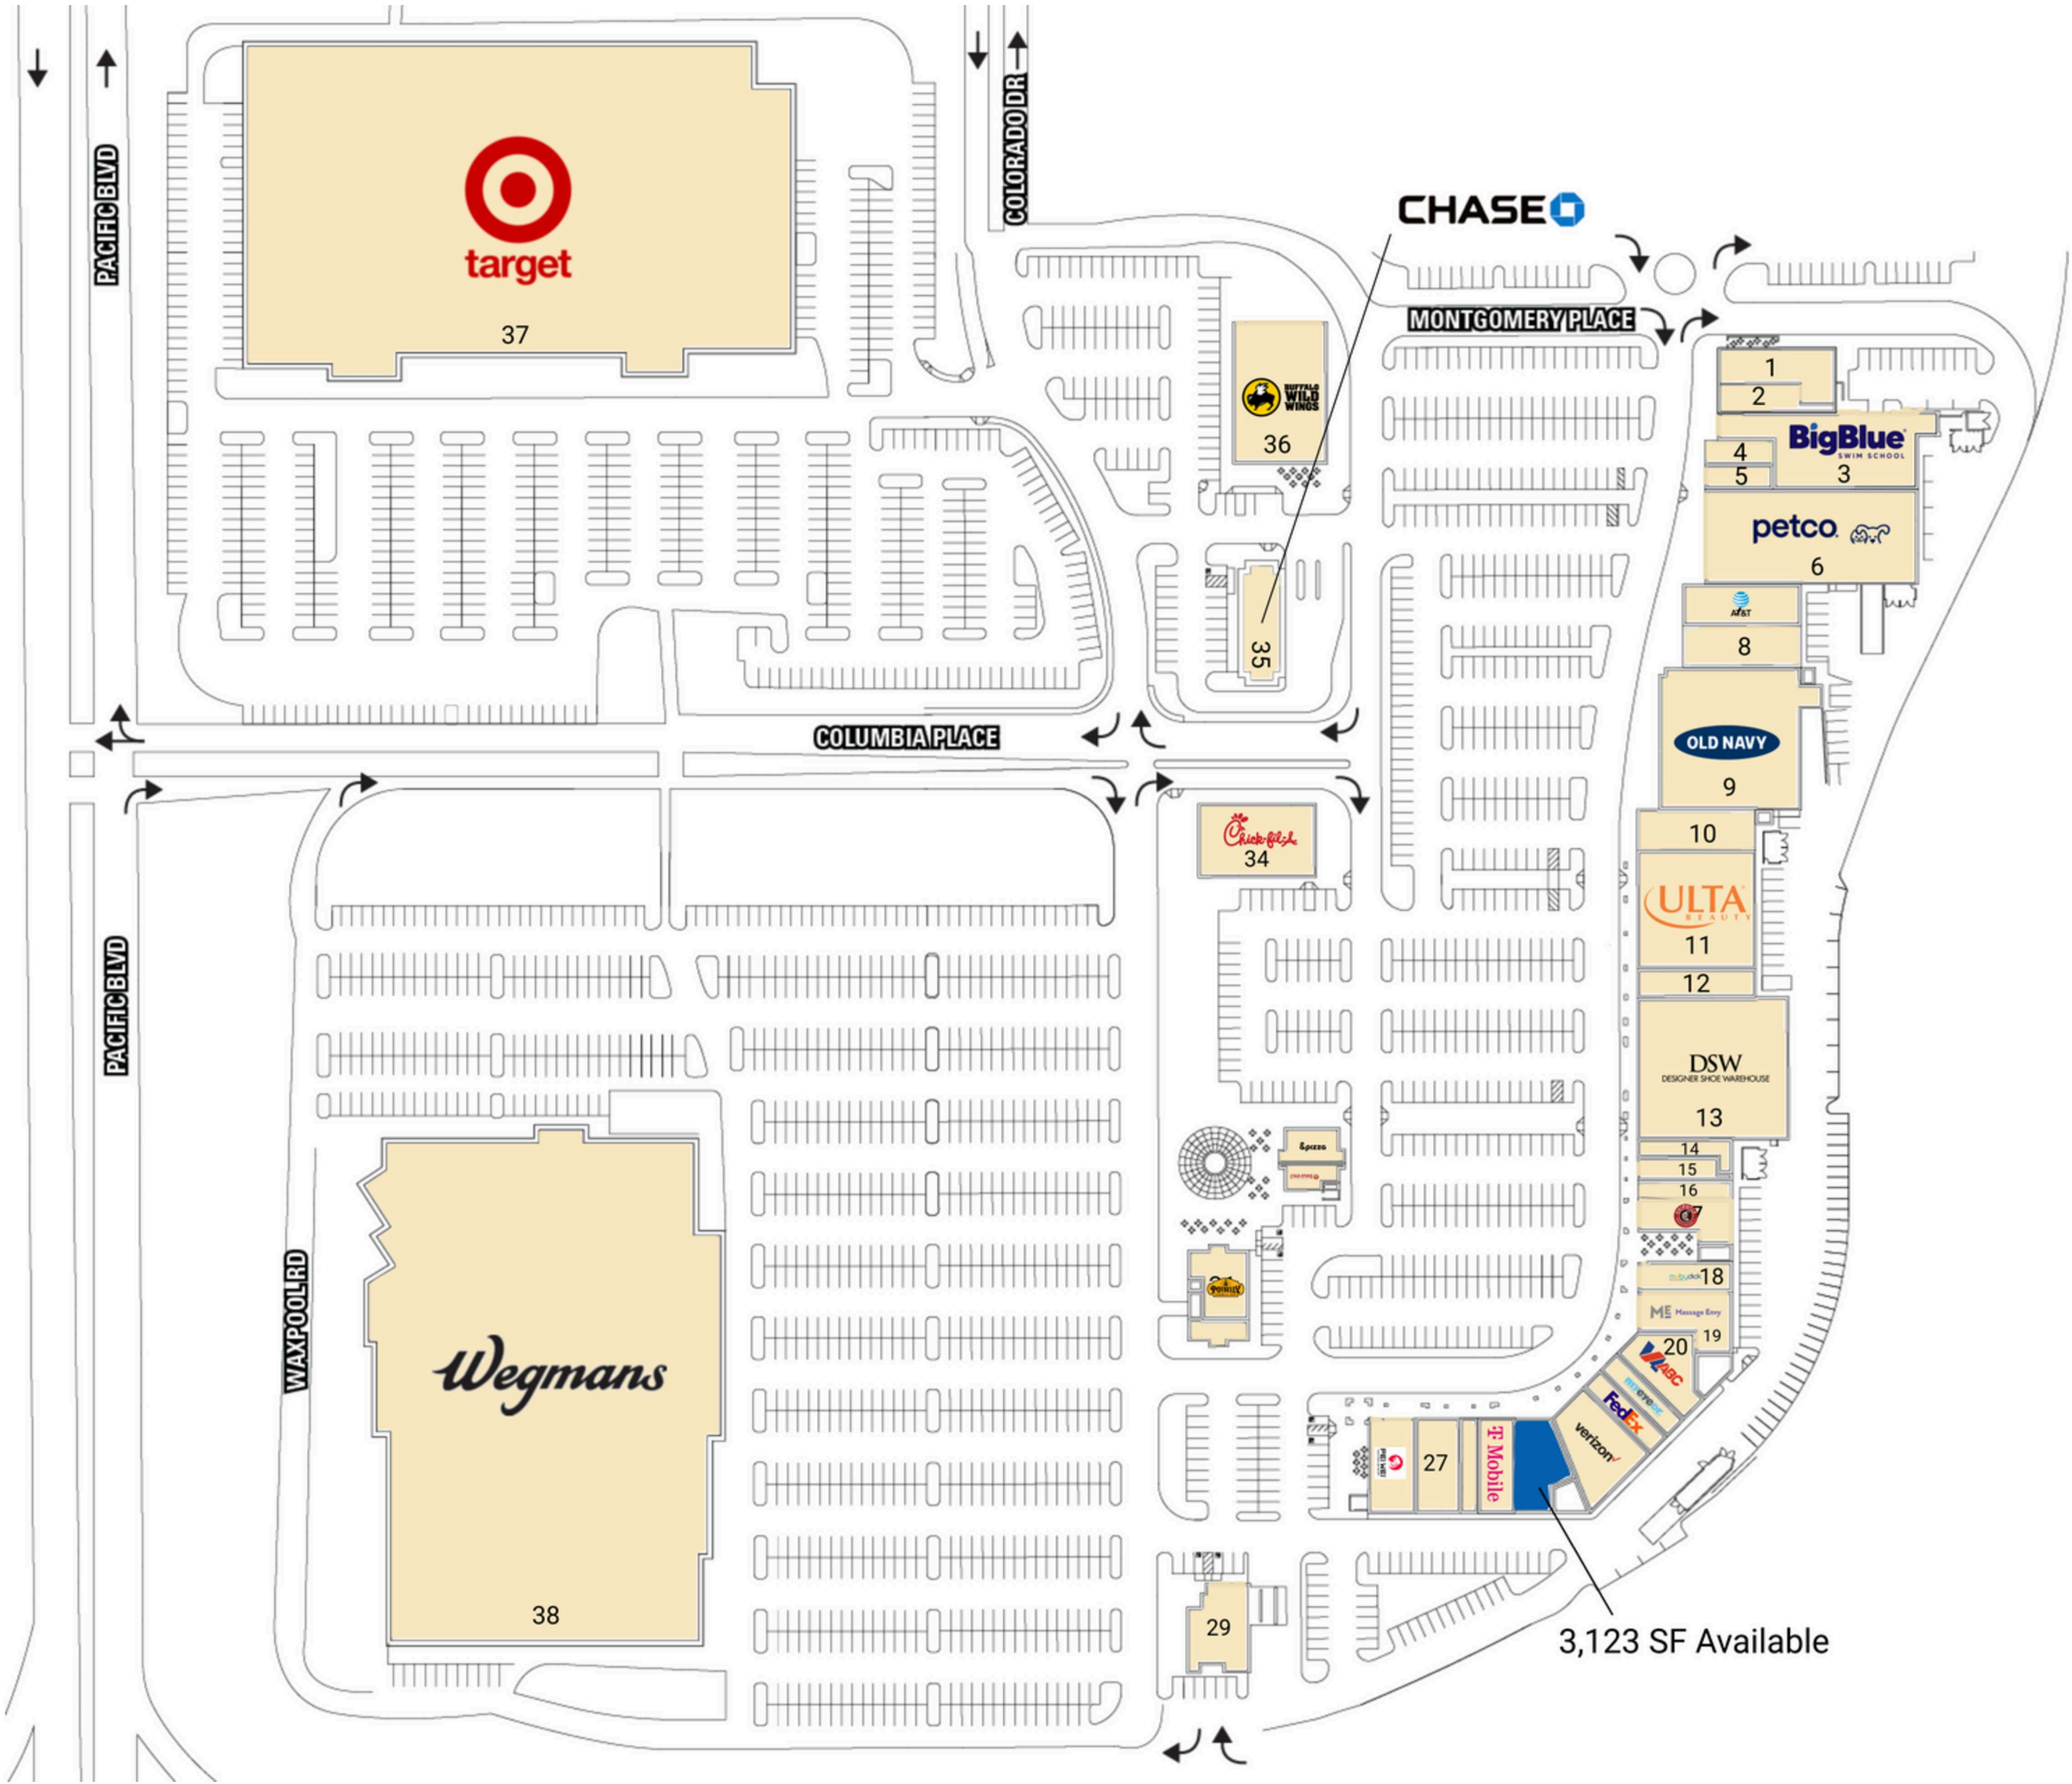 PACIFIC BLVD
COLORADO DR
target
37
CHASE
MONTGOMERY PLACE
BUFFALO
WILD
WINGS
36
1
2
BigBlue
SWIM SCHOOL
3
4
5
petco
6
AT&T
8
35
OLD NAVY
9
COLUMBIA PLACE
Chick-fil-A
34
10
ULTA
BEAUTY
11
12
PACIFIC BLVD
DSW
DESIGNER SHOE WAREHOUSE
13
14
15
16
7
&pizza
18
ME Massage Envy
19
20
ABC
FedEx
verizon
T Mobile
27
WAXPOOL RD
Wegmans
38
29
3,123 SF Available